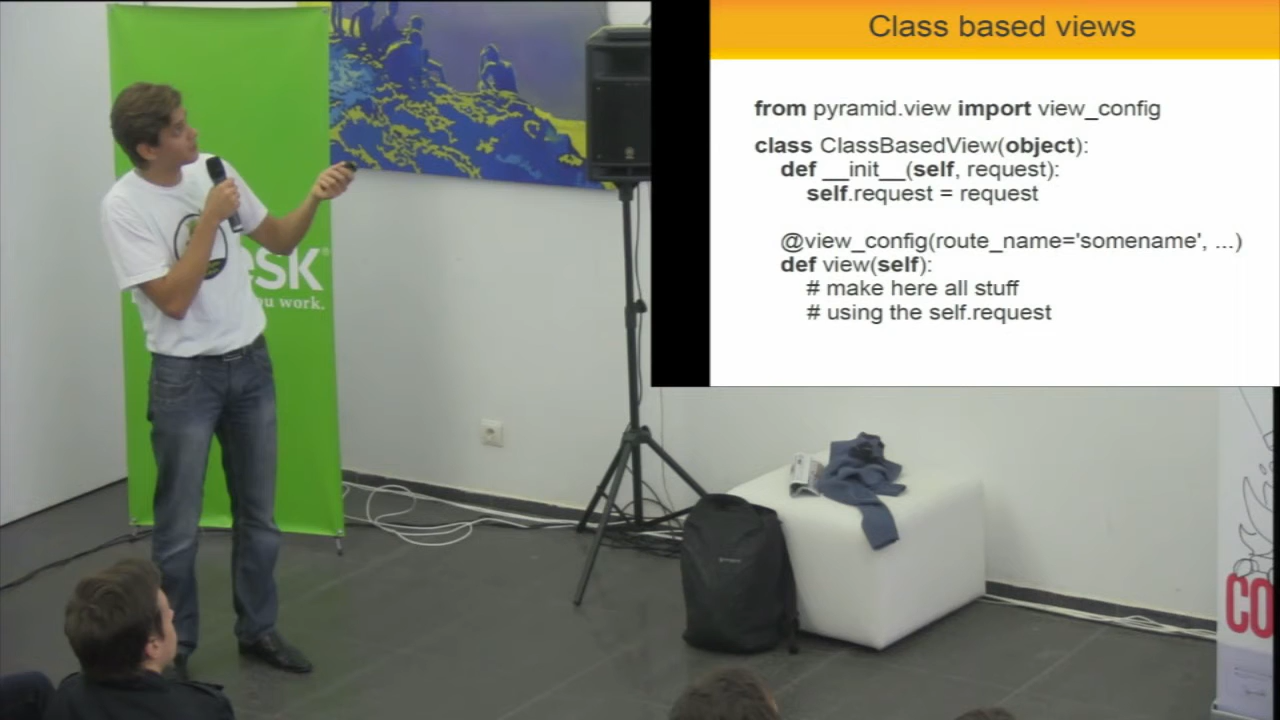 Class based views
from pyramid.view import view_config
class ClassBasedView(object):
def __init__(self, request):
self.request = request
@view_config(route_name='somename', ...)
def view(self):
# make here all stuff
# using the self.request
esk®
ou work.
CO